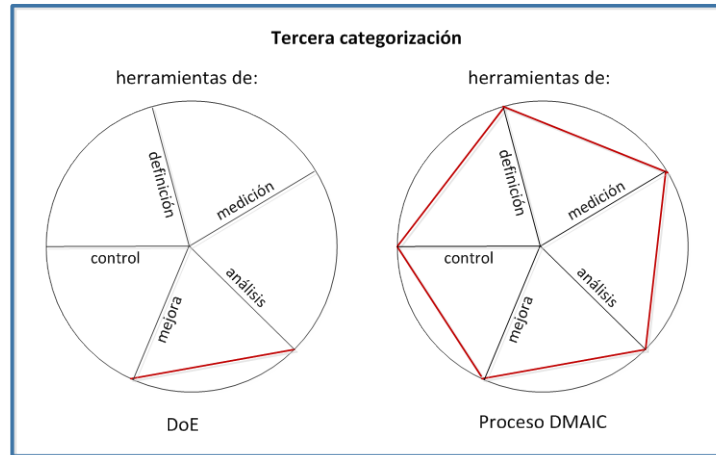 Tercera categorización
herramientas de:
definición
medición
control
análisis
mejora
DoE
herramientas de:
definición
medición
control
análisis
mejora
Proceso DMAIC